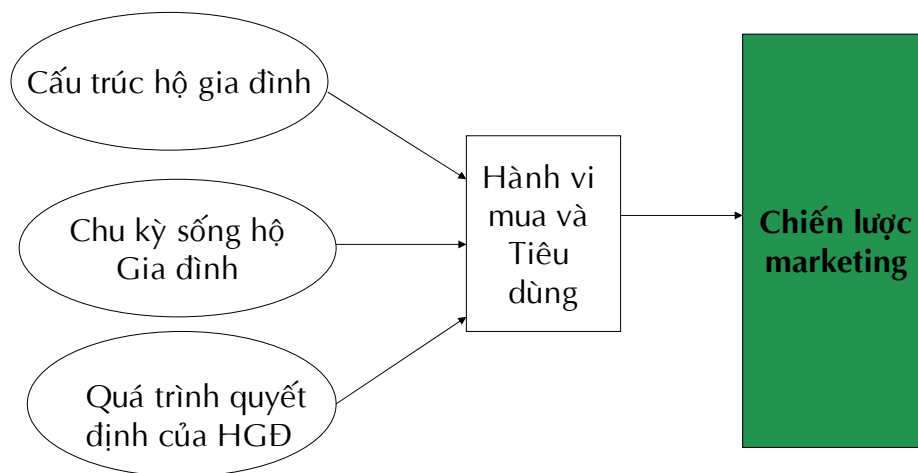 Cấu trúc hộ gia đình
Chu kỳ sống hộ
Gia đình
Quá trình quyết
định của HGĐ
Hành vi
mua và
Tiêu
dùng
Chiến lược
marketing